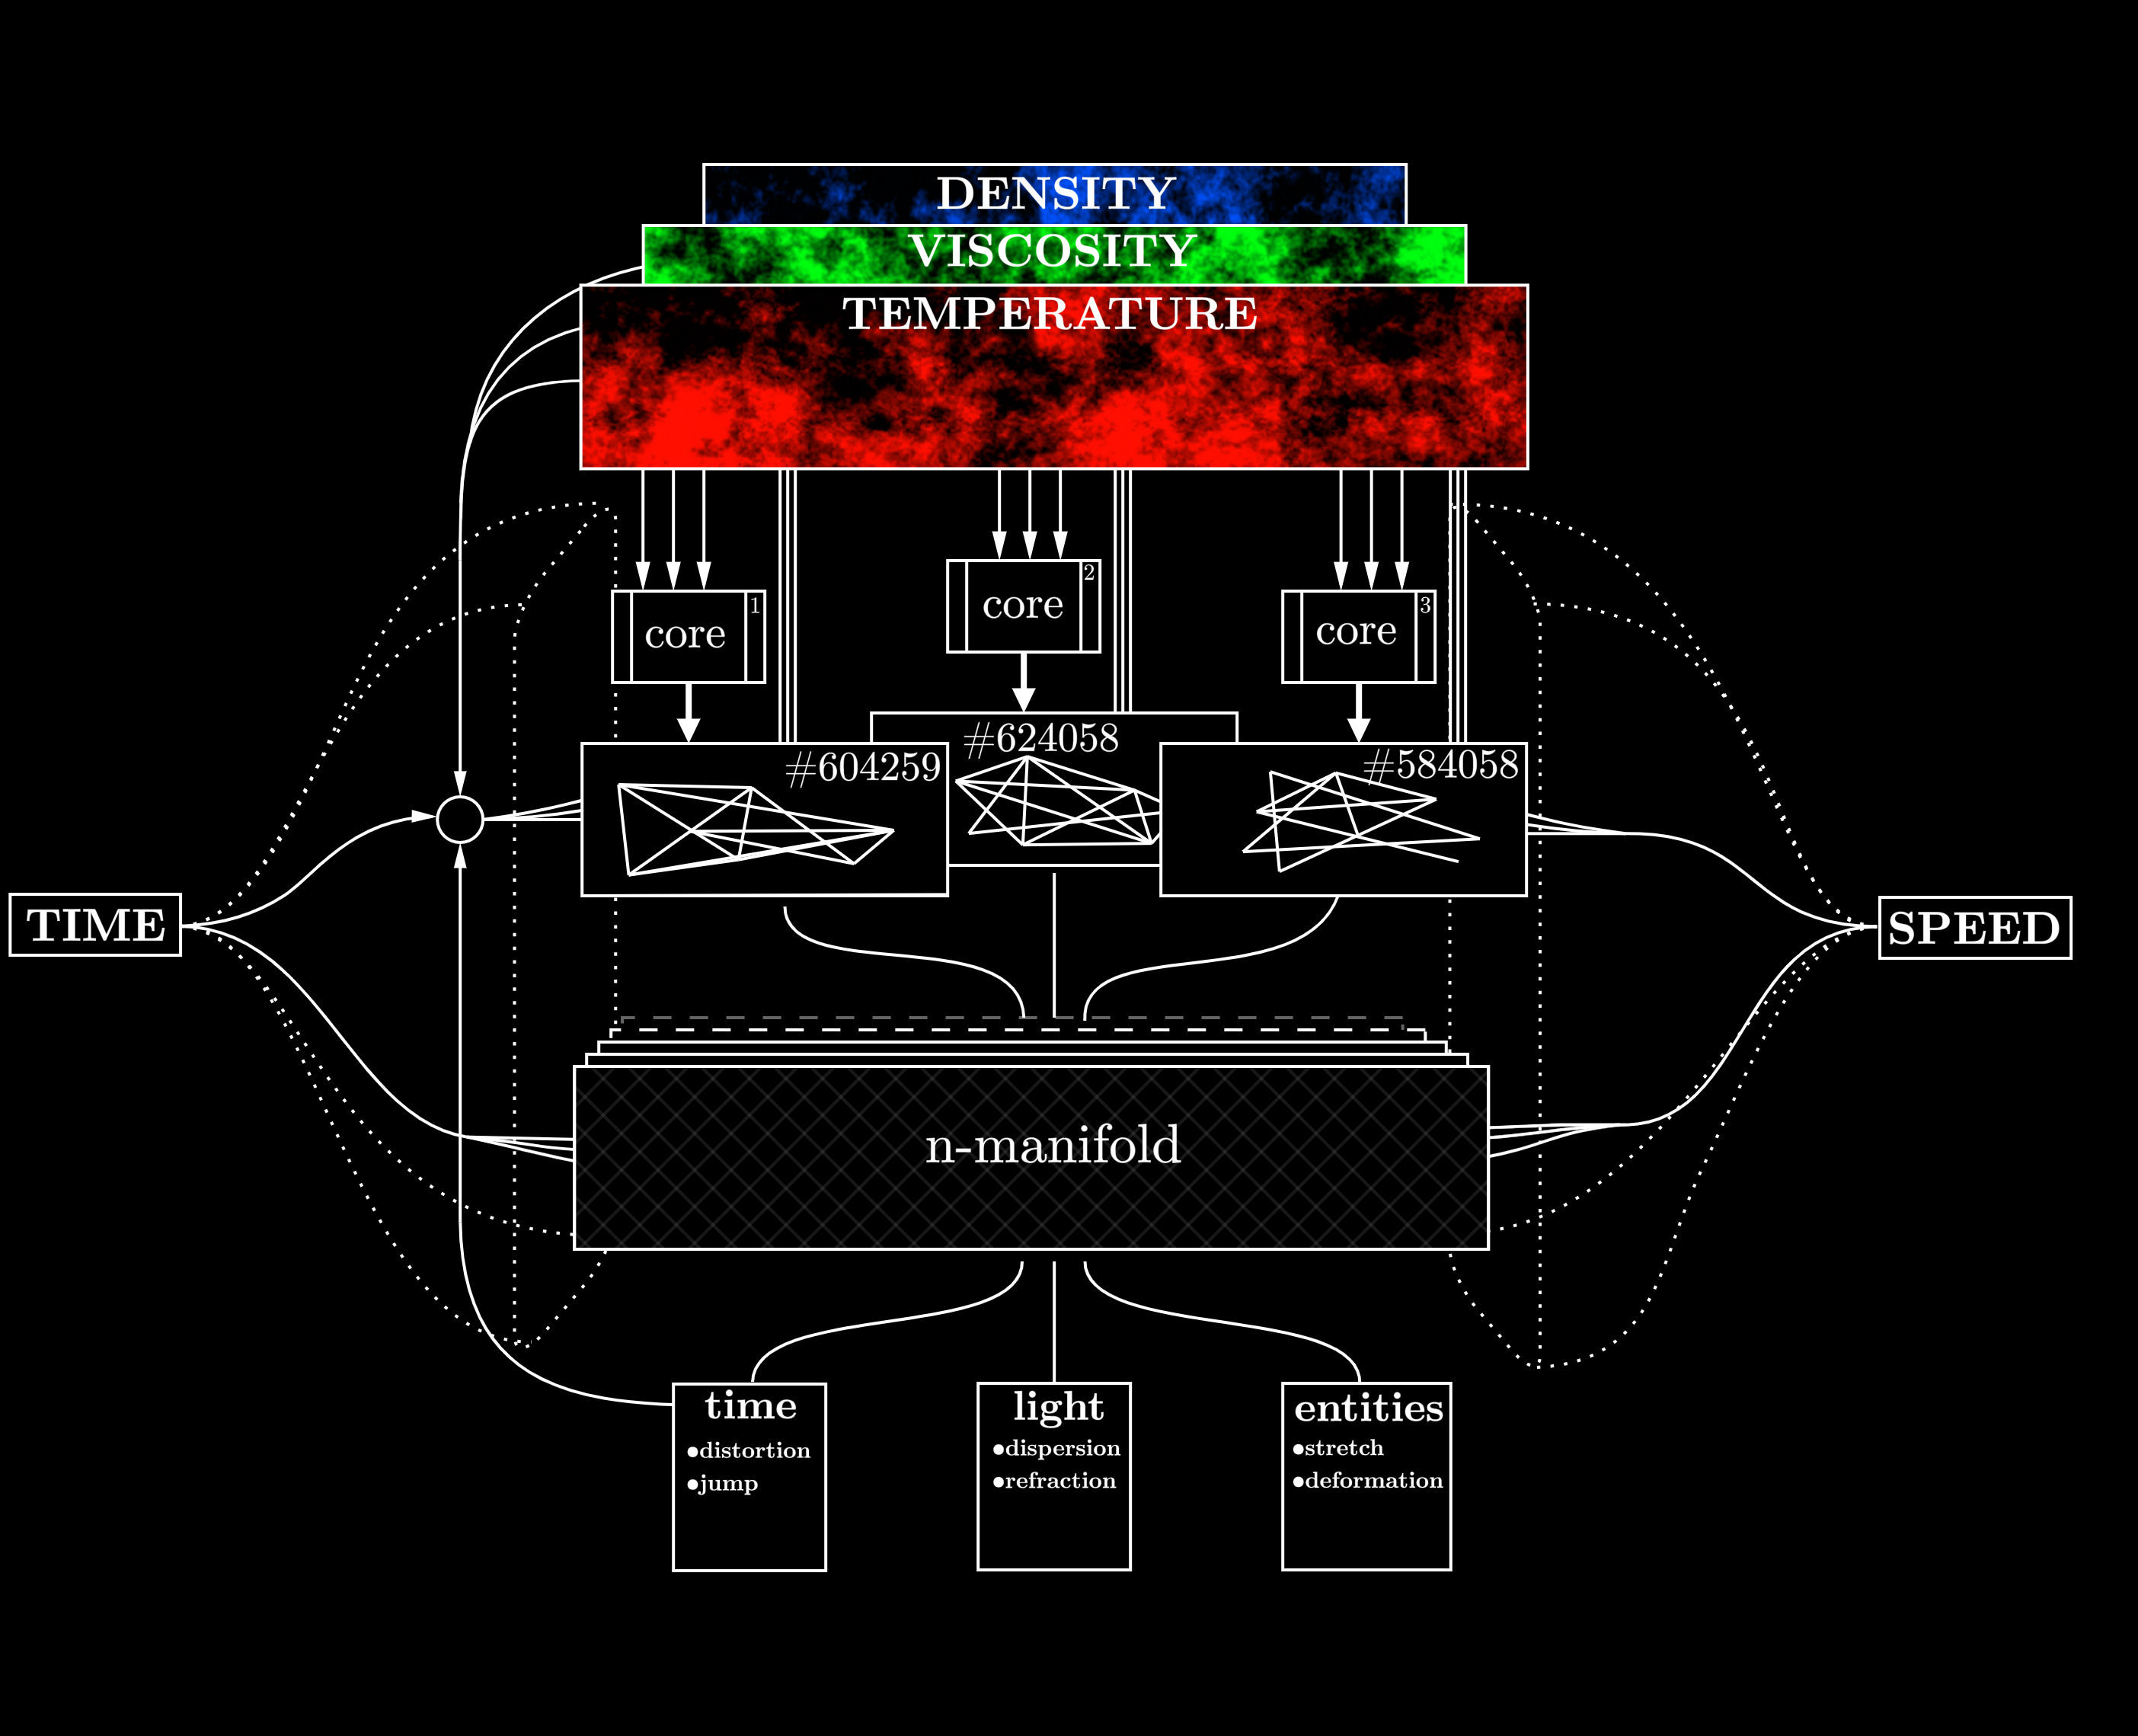 DENSITY
VISCOSITY
TEMPERATURE
core 1
core 2
core 3
#604259
#624058
#584058
TIME
SPEED
n-manifold
time
•distortion
•jump
light
•dispersion
•refraction
entities
•stretch
•deformation